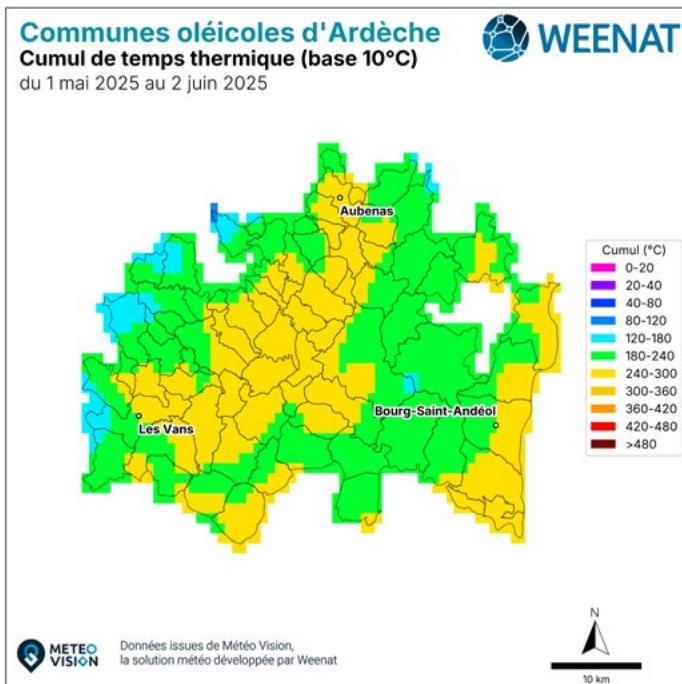 Communes oléicoles d'Ardèche
WEENAT
Cumul de temps thermique (base 10°C)
du 1 mai 2025 au 2 juin 2025
Aubenas
Cumul (°C)
0-20
20-40
40-80
80-120
120-180
180-240
240-300
300-360
360-420
420-480
>480
Bourg-Saint-Andéol
Les Vans
N
METEO
VISION
Données issues de Météo Vision,
la solution météo développée par Weenat
10 km